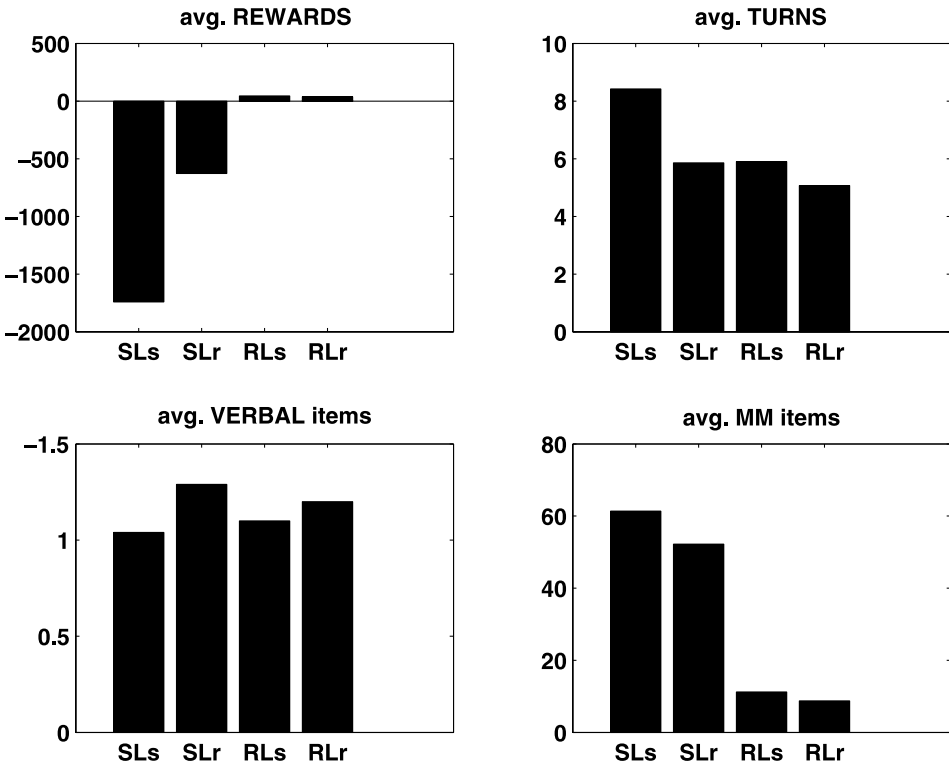 avg. REWARDS
500
0
−500
−1000
−1500
−2000
SLs SLr RLs RLr
avg. TURNS
10
8
6
4
2
0
SLs SLr RLs RLr
avg. VERBAL items
−1.5
1
0.5
0
SLs SLr RLs RLr
avg. MM items
80
60
40
20
0
SLs SLr RLs RLr